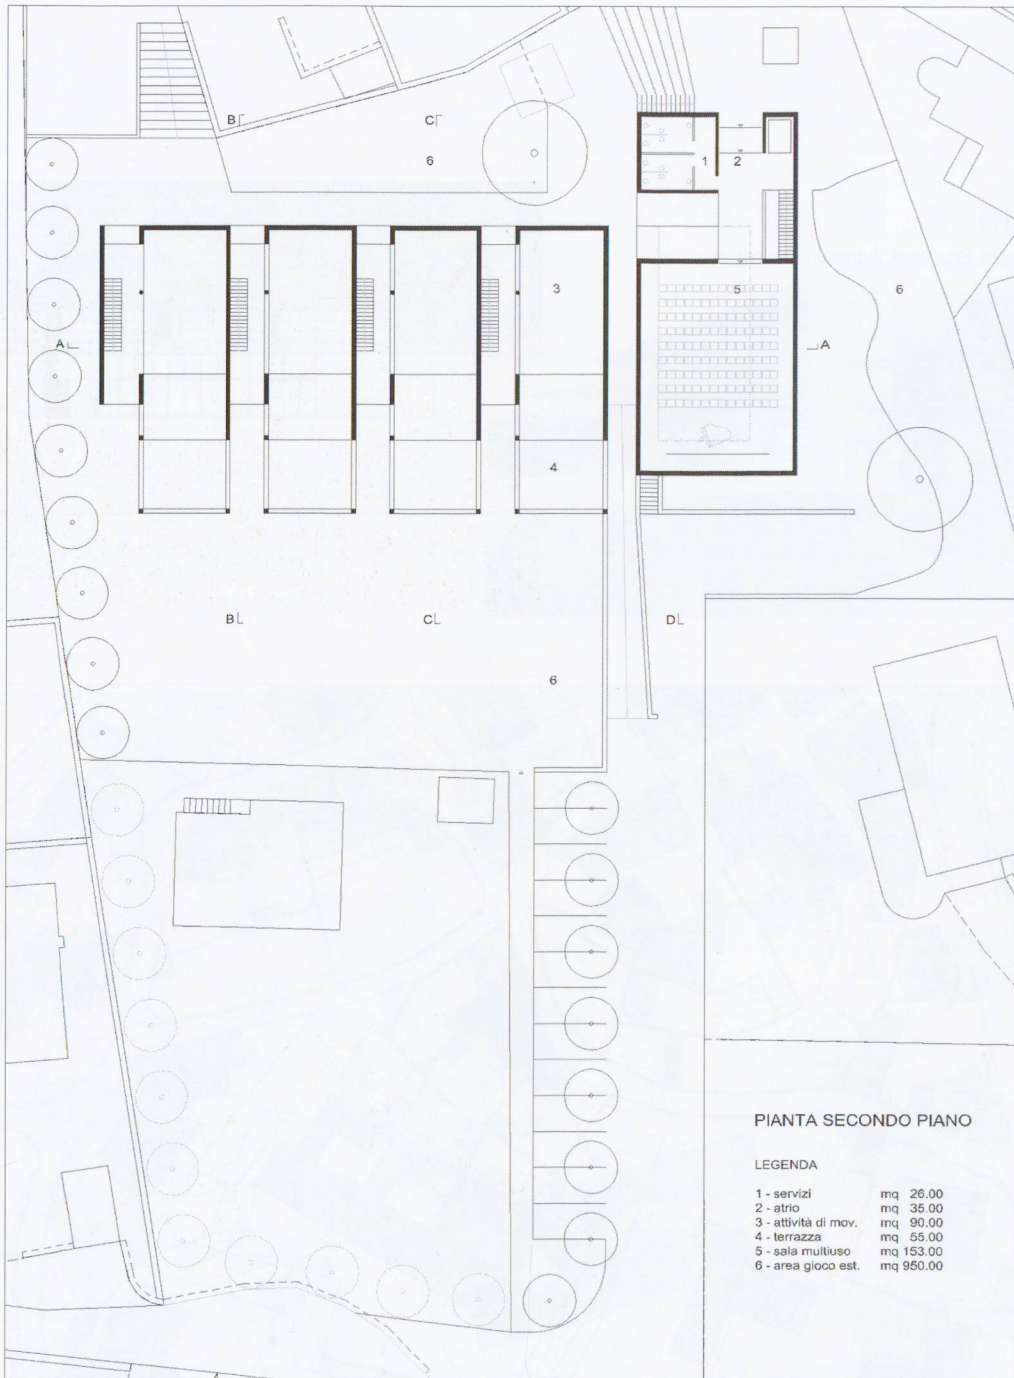 B C
6
1 2
3 5 6
A A
4
B C D
6
PIANTA SECONDO PIANO
LEGENDA
1 - servizi mq 26.00
2 - atrio mq 35.00
3 - attività di mov. mq 90.00
4 - terrazza mq 55.00
5 - sala multiuso mq 153.00
6 - area gioco est. mq 950.00